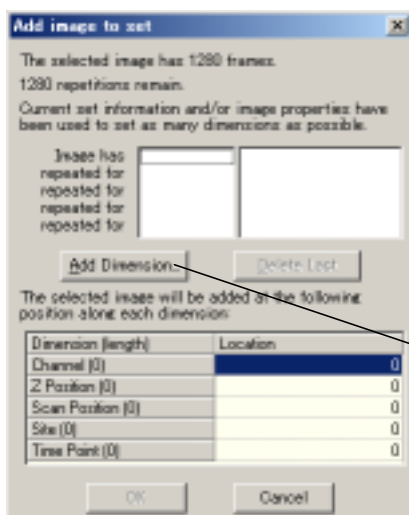 Add image to set
The selected image has 1280 frames.
1280 repetitions remain.
Current set information and/or image properties have
been used to set as many dimensions as possible.
Image has
repeated for
repeated for
repeated for
repeated for
Add Dimension...
Delete Last
The selected image will be added at the following
position along each dimension:
Dimension (length) Location
Channel (0) 0
Z Position (0) 0
Scan Position (0) 0
Site (0) 0
Time Point (0) 0
OK Cancel